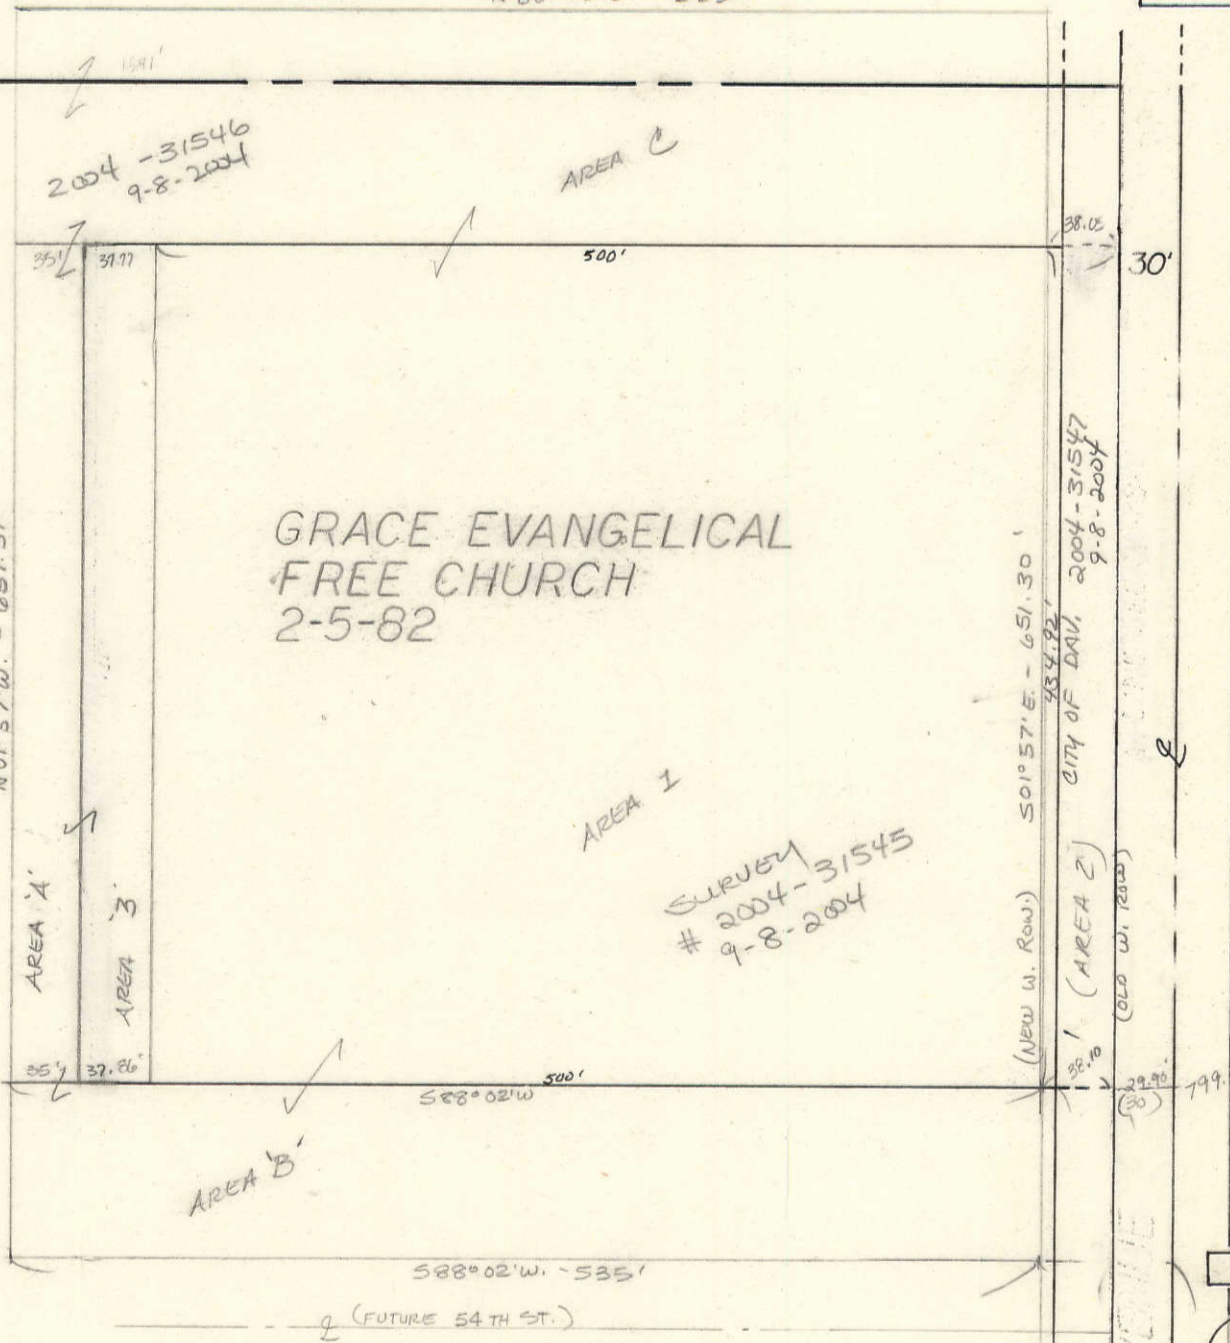 1581'
2004 - 31546
9-8-2004
AREA C
38.05
35'
37.77
500'
30'
GRACE EVANGELICAL
FREE CHURCH
2-5-82
S01°57'E. - 651.30'
434.92'
CITY OF DAV. 2004-31547
9-8-2004
AREA 1
SURVEY
# 2004-31545
9-8-2004
AREA 'A'
AREA '3'
(NEW W. ROW.)
(AREA 2)
(OLD W. ROW)
35'
37.86'
500'
S88°02'W
38.10
29.90
(30)
799.
AREA 'B'
S88°02'W. - 535'
(FUTURE 54TH ST.)